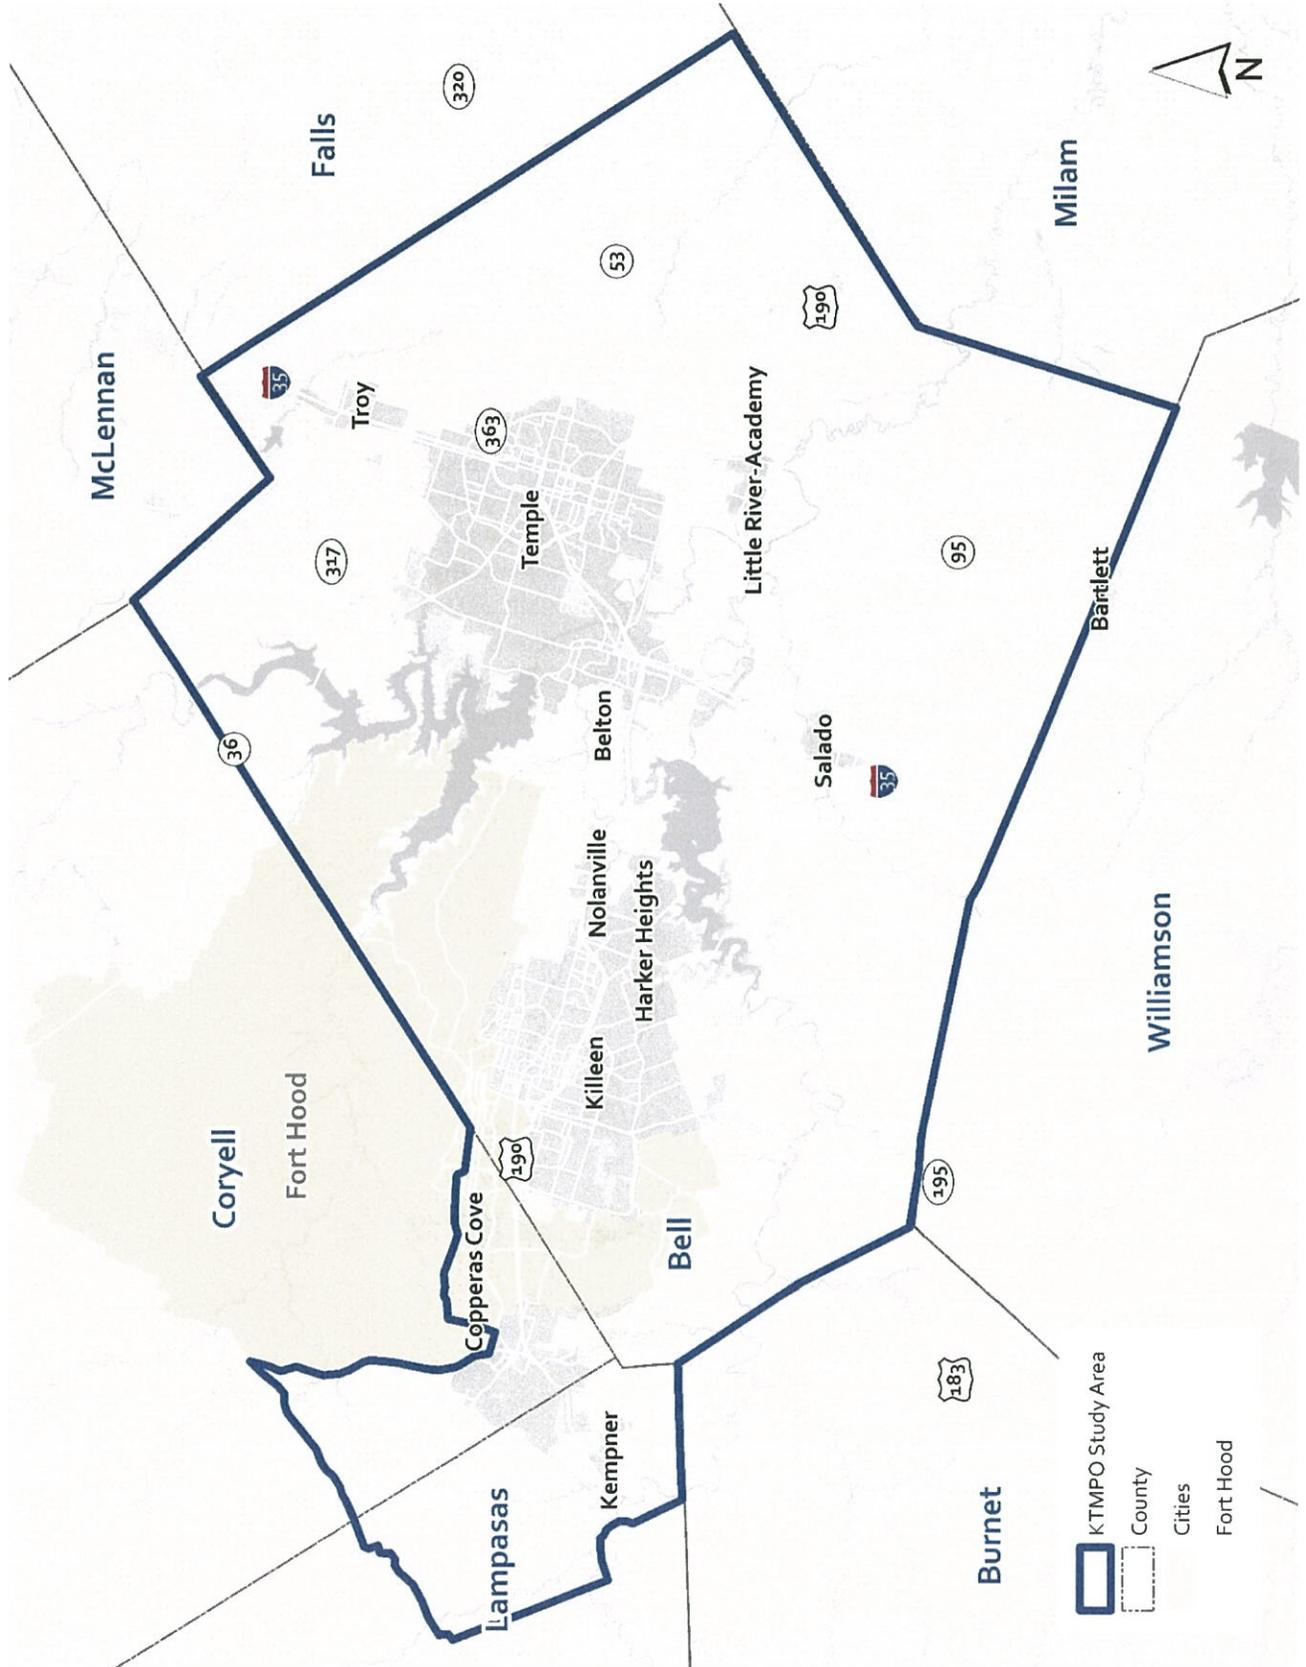 McLennan
Falls
320
35
Troy
317
363
53
36
Temple
Coryell
Fort Hood
Belton
Little River-Academy
190
Milam
Nolanville
Harker Heights
Killeen
Salado
35
95
190
Copperas Cove
Bartlett
Bell
195
Williamson
Lampasas
Kempner
183
Burnet
KTMPO Study Area
County
Cities
Fort Hood
N